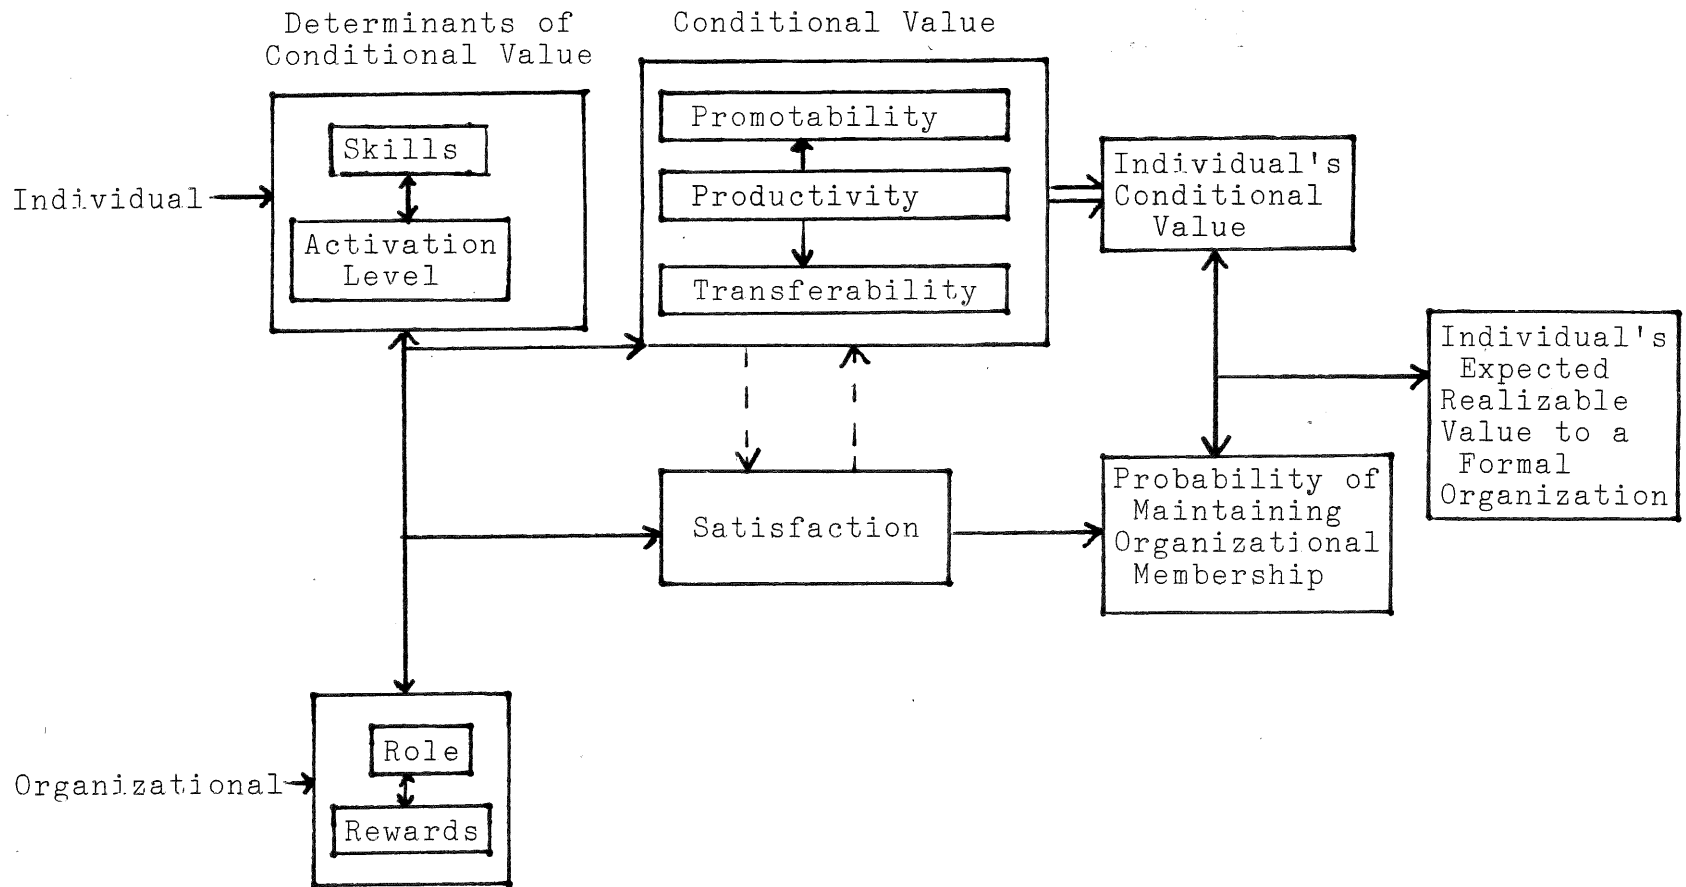 Determinants of
Conditional Value
Conditional Value
Individual
Skills
Activation
Level
Promotability
Productivity
Transferability
Individual's
Conditional
Value
Individual's
Expected
Realizable
Value to a
Formal
Organization
Satisfaction
Probability of
Maintaining
Organizational
Membership
Organizational
Role
Rewards